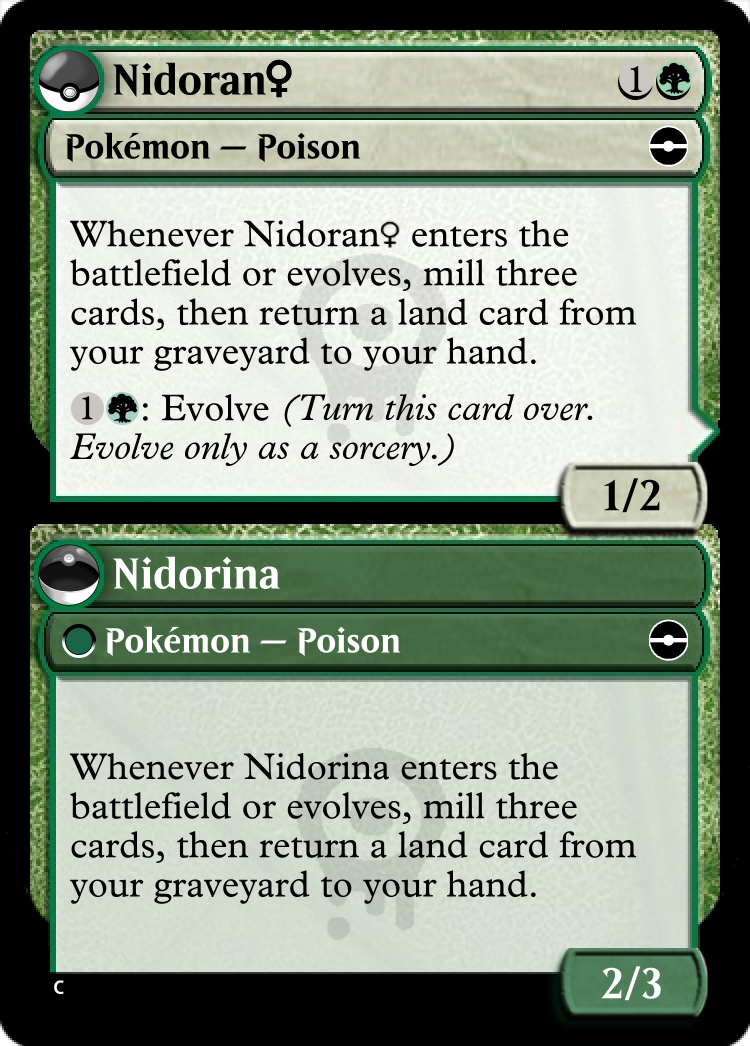 Nidoran♀ 1
Pokémon — Poison
Whenever Nidoran♀ enters the
battlefield or evolves, mill three
cards, then return a land card from
your graveyard to your hand.
1: Evolve (Turn this card over.
Evolve only as a sorcery.)
1/2
Nidorina
Pokémon — Poison
Whenever Nidorina enters the
battlefield or evolves, mill three
cards, then return a land card from
your graveyard to your hand.
2/3
C